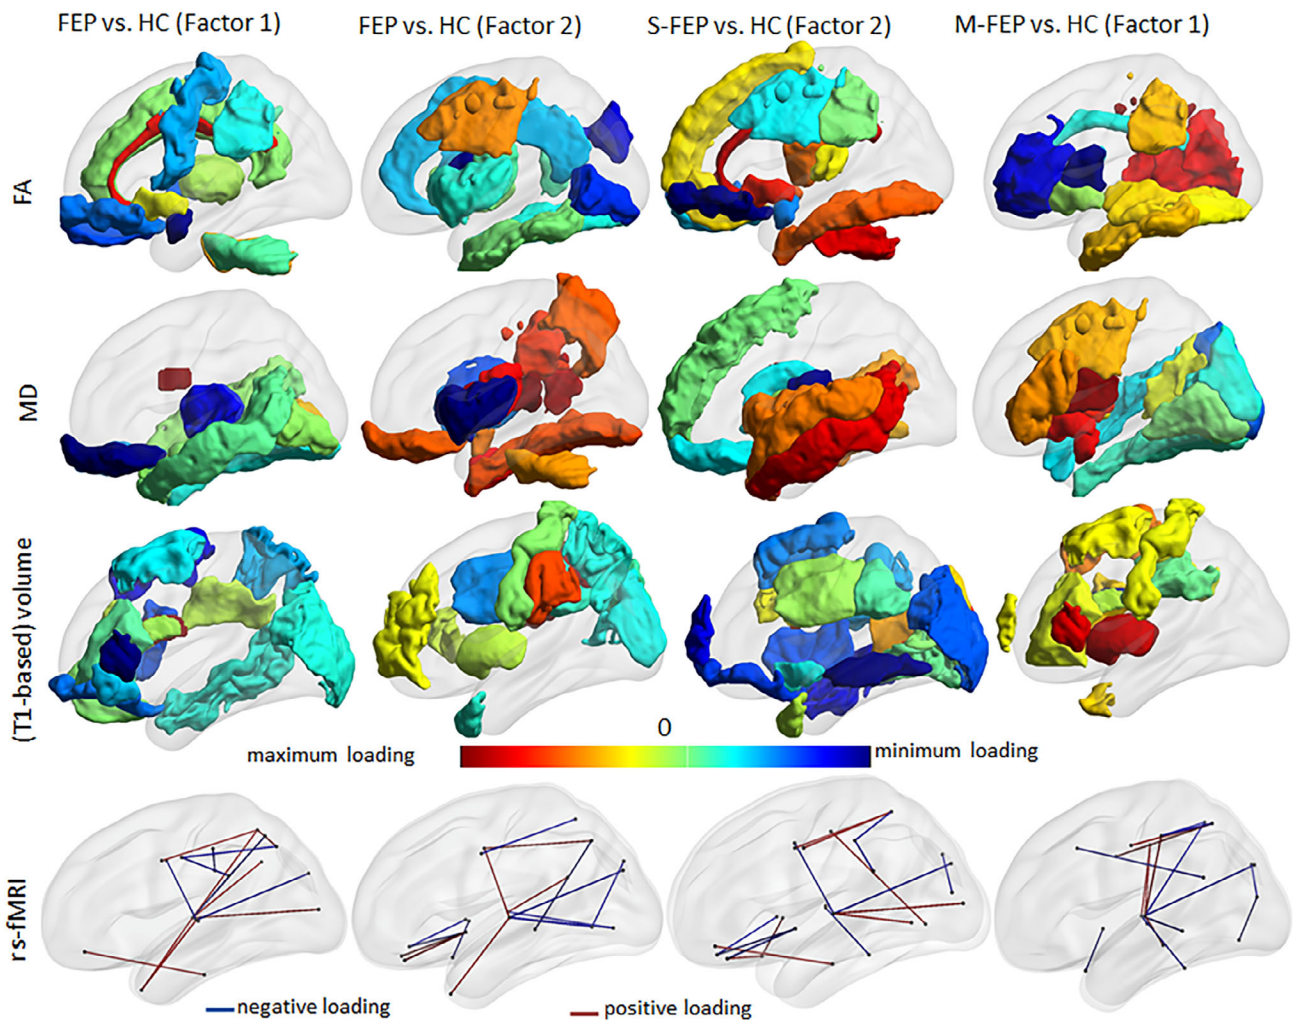 FEP vs. HC (Factor 1)
FEP vs. HC (Factor 2)
S-FEP vs. HC (Factor 2)
M-FEP vs. HC (Factor 1)
FA
MD
(T1-based) volume
0
maximum loading
minimum loading
rs-fMRI
negative loading
positive loading